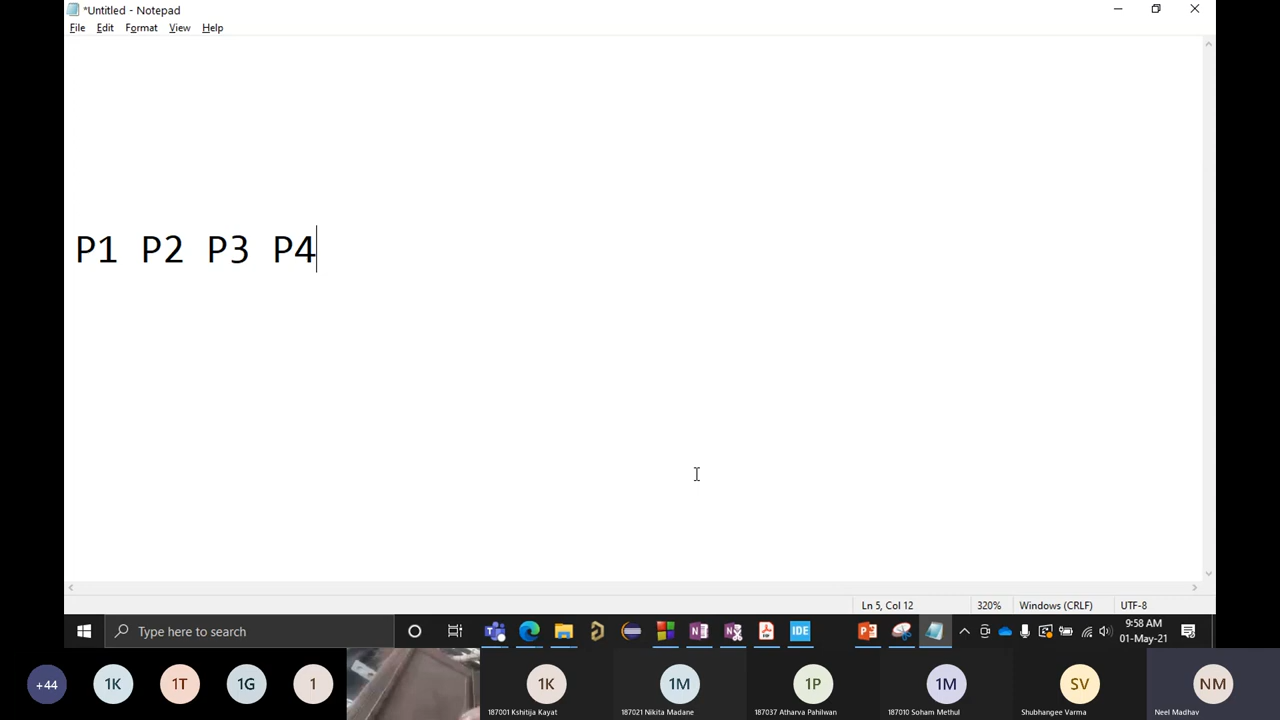 *Untitled - Notepad
File Edit Format View Help
P1 P2 P3 P4
Ln 5, Col 12 320% Windows (CRLF) UTF-8
Type here to search
IDE
9:58 AM
01-May-21
+44 1K 1T 1G 1 1K 1M 1P 1M SV NM
187001 Kshitija Kayat 187021 Nikita Madane 187037 Atharva Pahilwan 187010 Soham Methul Shubhangee Varma Neel Madhav